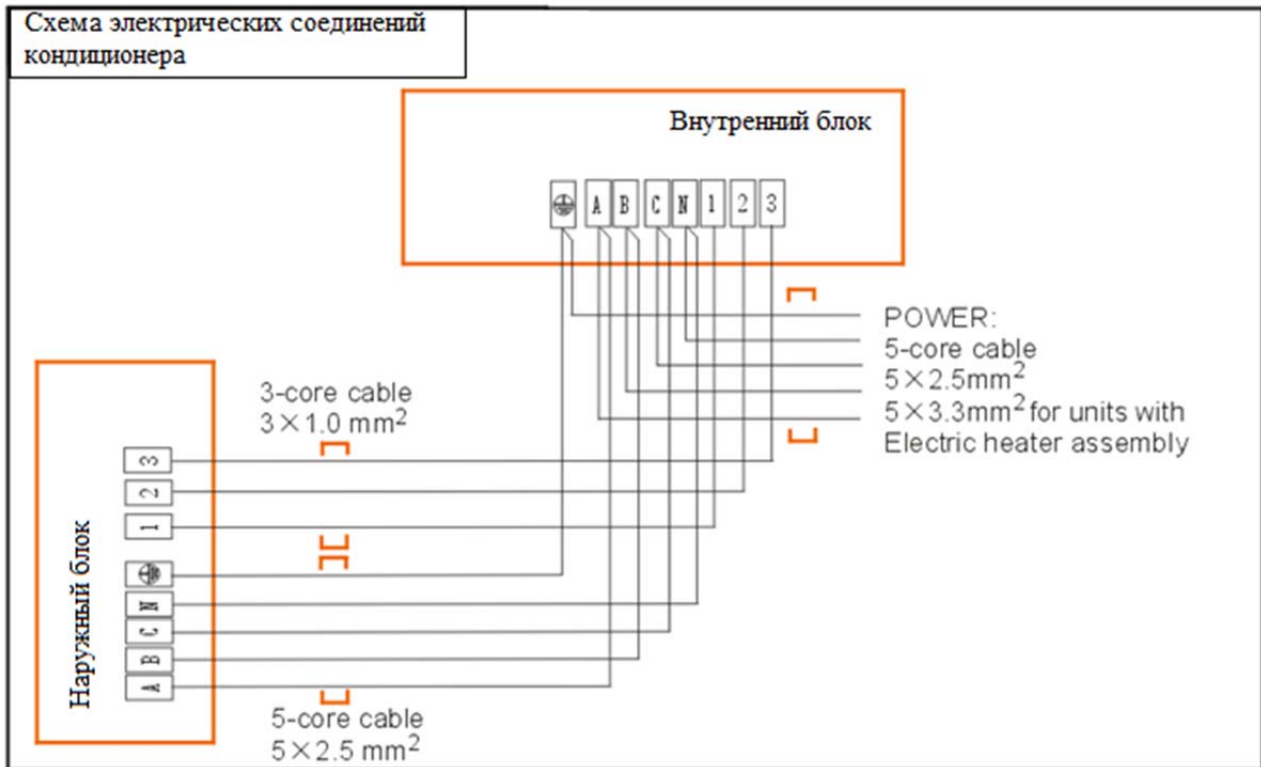 Схема электрических соединений
кондиционера
Внутренний блок
A B C N 1 2 3
POWER:
5-core cable
5×2.5mm²
5×3.3mm² for units with
Electric heater assembly
3-core cable
3×1.0 mm²
Наружный блок
3
2
1
N
C
B
A
5-core cable
5×2.5 mm²